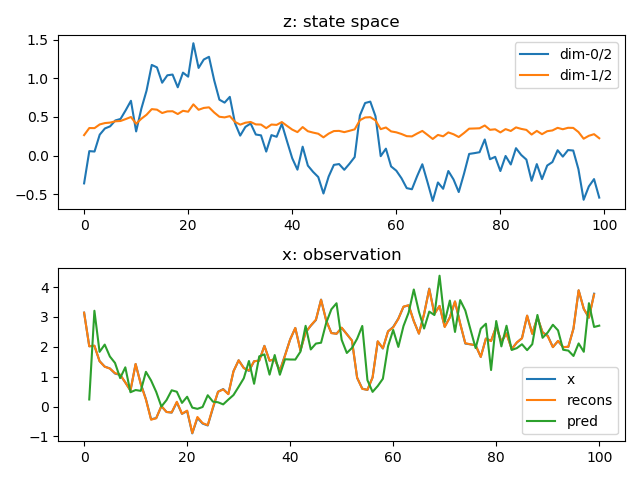 z: state space
1.5
1.0
0.5
0.0
−0.5
dim-0/2
dim-1/2
0 20 40 60 80 100
x: observation
4
3
2
1
0
−1
x
recons
pred
0 20 40 60 80 100